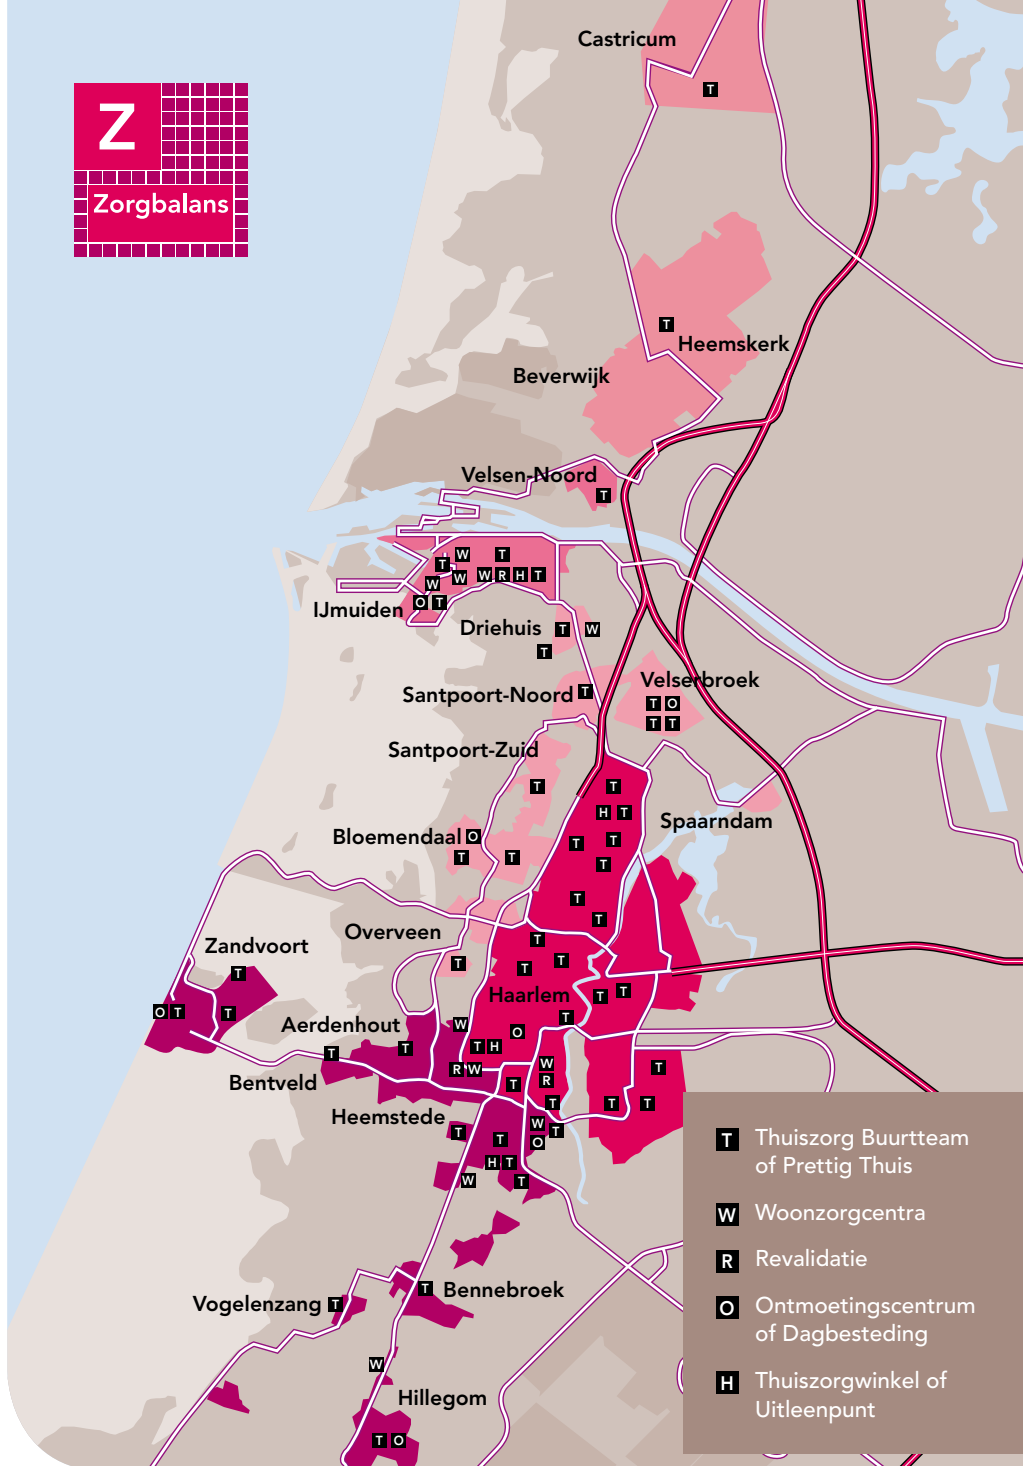 Castricum
T
Z
Zorgbalans
T
Heemskerk
Beverwijk
Velsen-Noord
T
W T
T
W W R H T
W
O T
IJmuiden
Driehuis T W
T
Santpoort-Noord T
Velserbroek
T O
T T
Santpoort-Zuid
T
T
H T
Spaarndam
Bloemendaal O
T T
T T
T
T
T
Overveen
T
T
T T
Zandvoort
T
Haarlem
T T
O T
T
T
Aerdenhout
W
O
T
T
T H
Bentveld
R W
W
R
T
T
T
T T
Heemstede
T
W T
O
T
H T
W
T
Bennebroek
T
Vogelenzang T
W
Hillegom
T O
T Thuiszorg Buurtteam
of Prettig Thuis
W Woonzorgcentra
R Revalidatie
O Ontmoetingscentrum
of Dagbesteding
H Thuiszorgwinkel of
Uitleenpunt